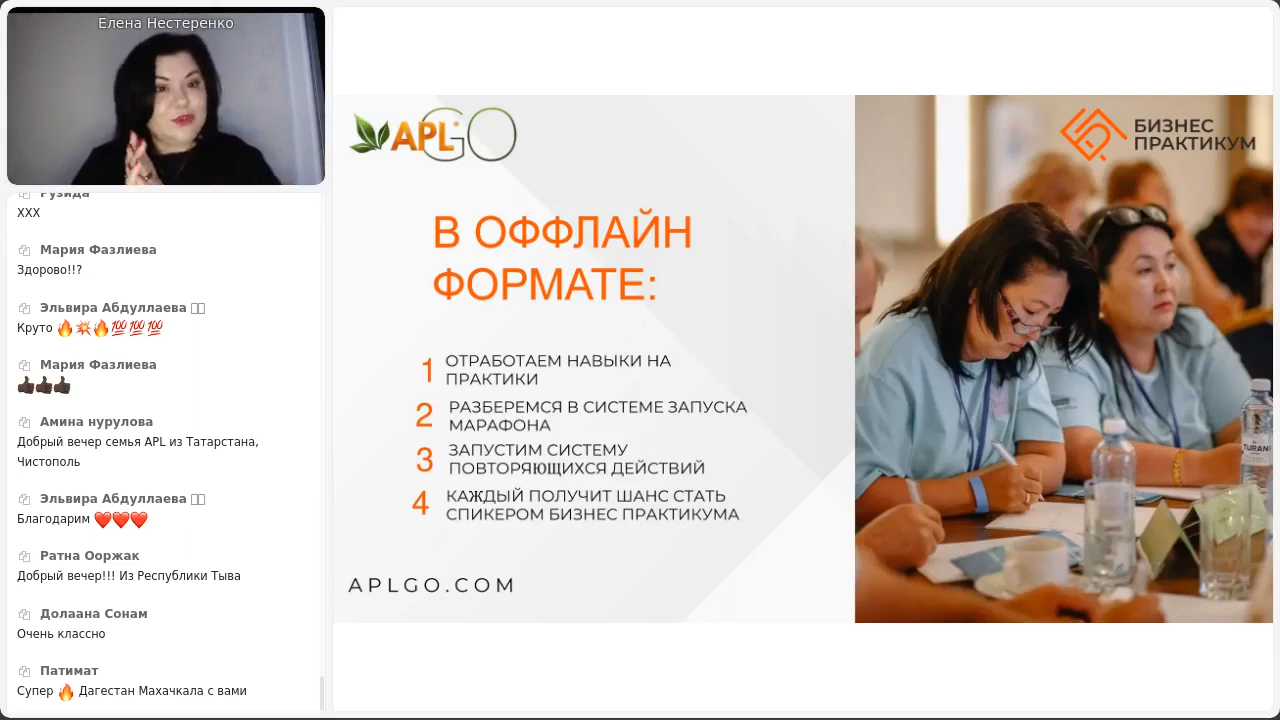 Елена Нестеренко
Рузида
ХХХ
Мария Фазлиева
Здорово!!?
Эльвира Абдуллаева
Круто 🔥💥🔥💯💯💯
Мария Фазлиева
👍🏿👍🏿👍🏿
Амина нурулова
Добрый вечер семья APL из Татарстана,
Чистополь
Эльвира Абдуллаева
Благодарим ❤️❤️❤️
Ратна Ооржак
Добрый вечер!!! Из Республики Тыва
Долаана Сонам
Очень классно
Патимат
Супер 🔥 Дагестан Махачкала с вами
APLGO
В ОФФЛАЙН
ФОРМАТЕ:
1 ОТРАБОТАЕМ НАВЫКИ НА
ПРАКТИКИ
2 РАЗБЕРЕМСЯ В СИСТЕМЕ ЗАПУСКА
МАРАФОНА
3 ЗАПУСТИМ СИСТЕМУ
ПОВТОРЯЮЩИХСЯ ДЕЙСТВИЙ
4 КАЖДЫЙ ПОЛУЧИТ ШАНС СТАТЬ
СПИКЕРОМ БИЗНЕС ПРАКТИКУМА
APLGO.COM
БИЗНЕС
ПРАКТИКУМ
TURAN